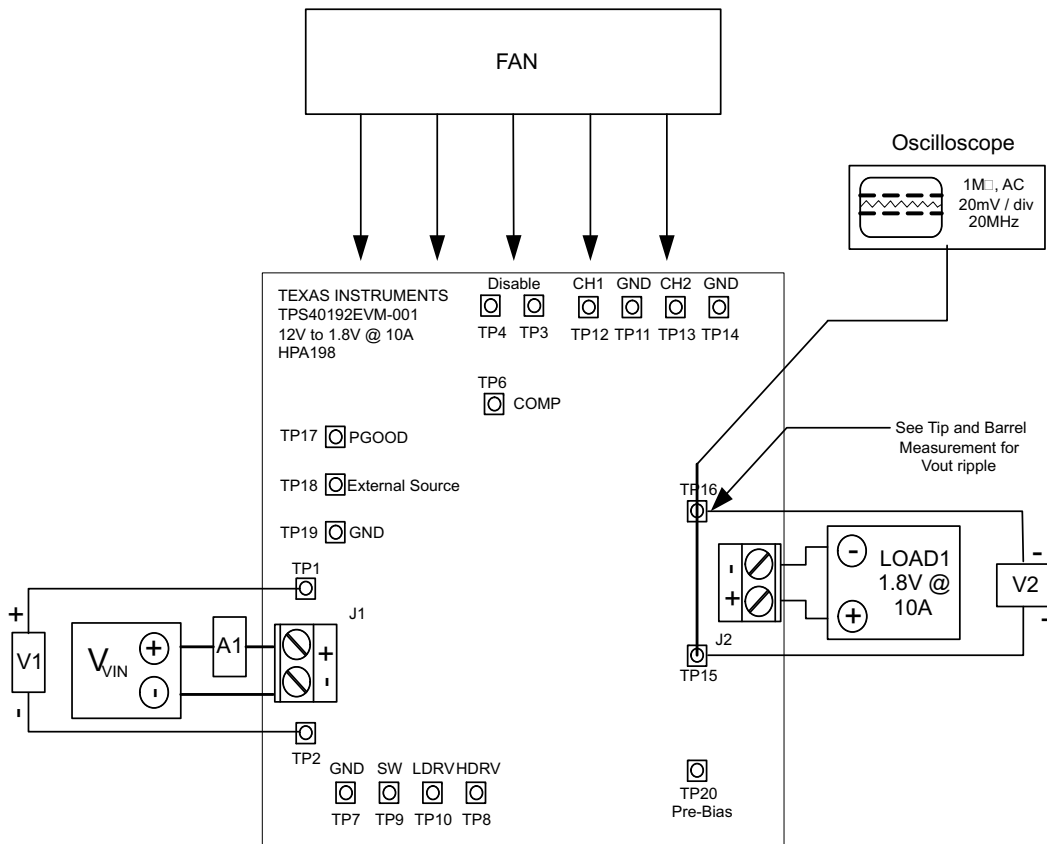 FAN
Oscilloscope
1M□, AC
20mV / div
20MHz
TEXAS INSTRUMENTS
TPS40192EVM-001
12V to 1.8V @ 10A
HPA198
Disable
CH1 GND CH2 GND
TP4 TP3 TP12 TP11 TP13 TP14
TP6
COMP
TP17 PGOOD
TP18 External Source
TP19 GND
See Tip and Barrel
Measurement for
Vout ripple
TP16
TP1
J1
+
V1
-
VVIN
+
-
A1
+
-
TP2
-
+
J2
-
+
LOAD1
1.8V @
10A
-
V2
TP15
GND SW LDRV HDRV
TP7 TP9 TP10 TP8
TP20
Pre-Bias